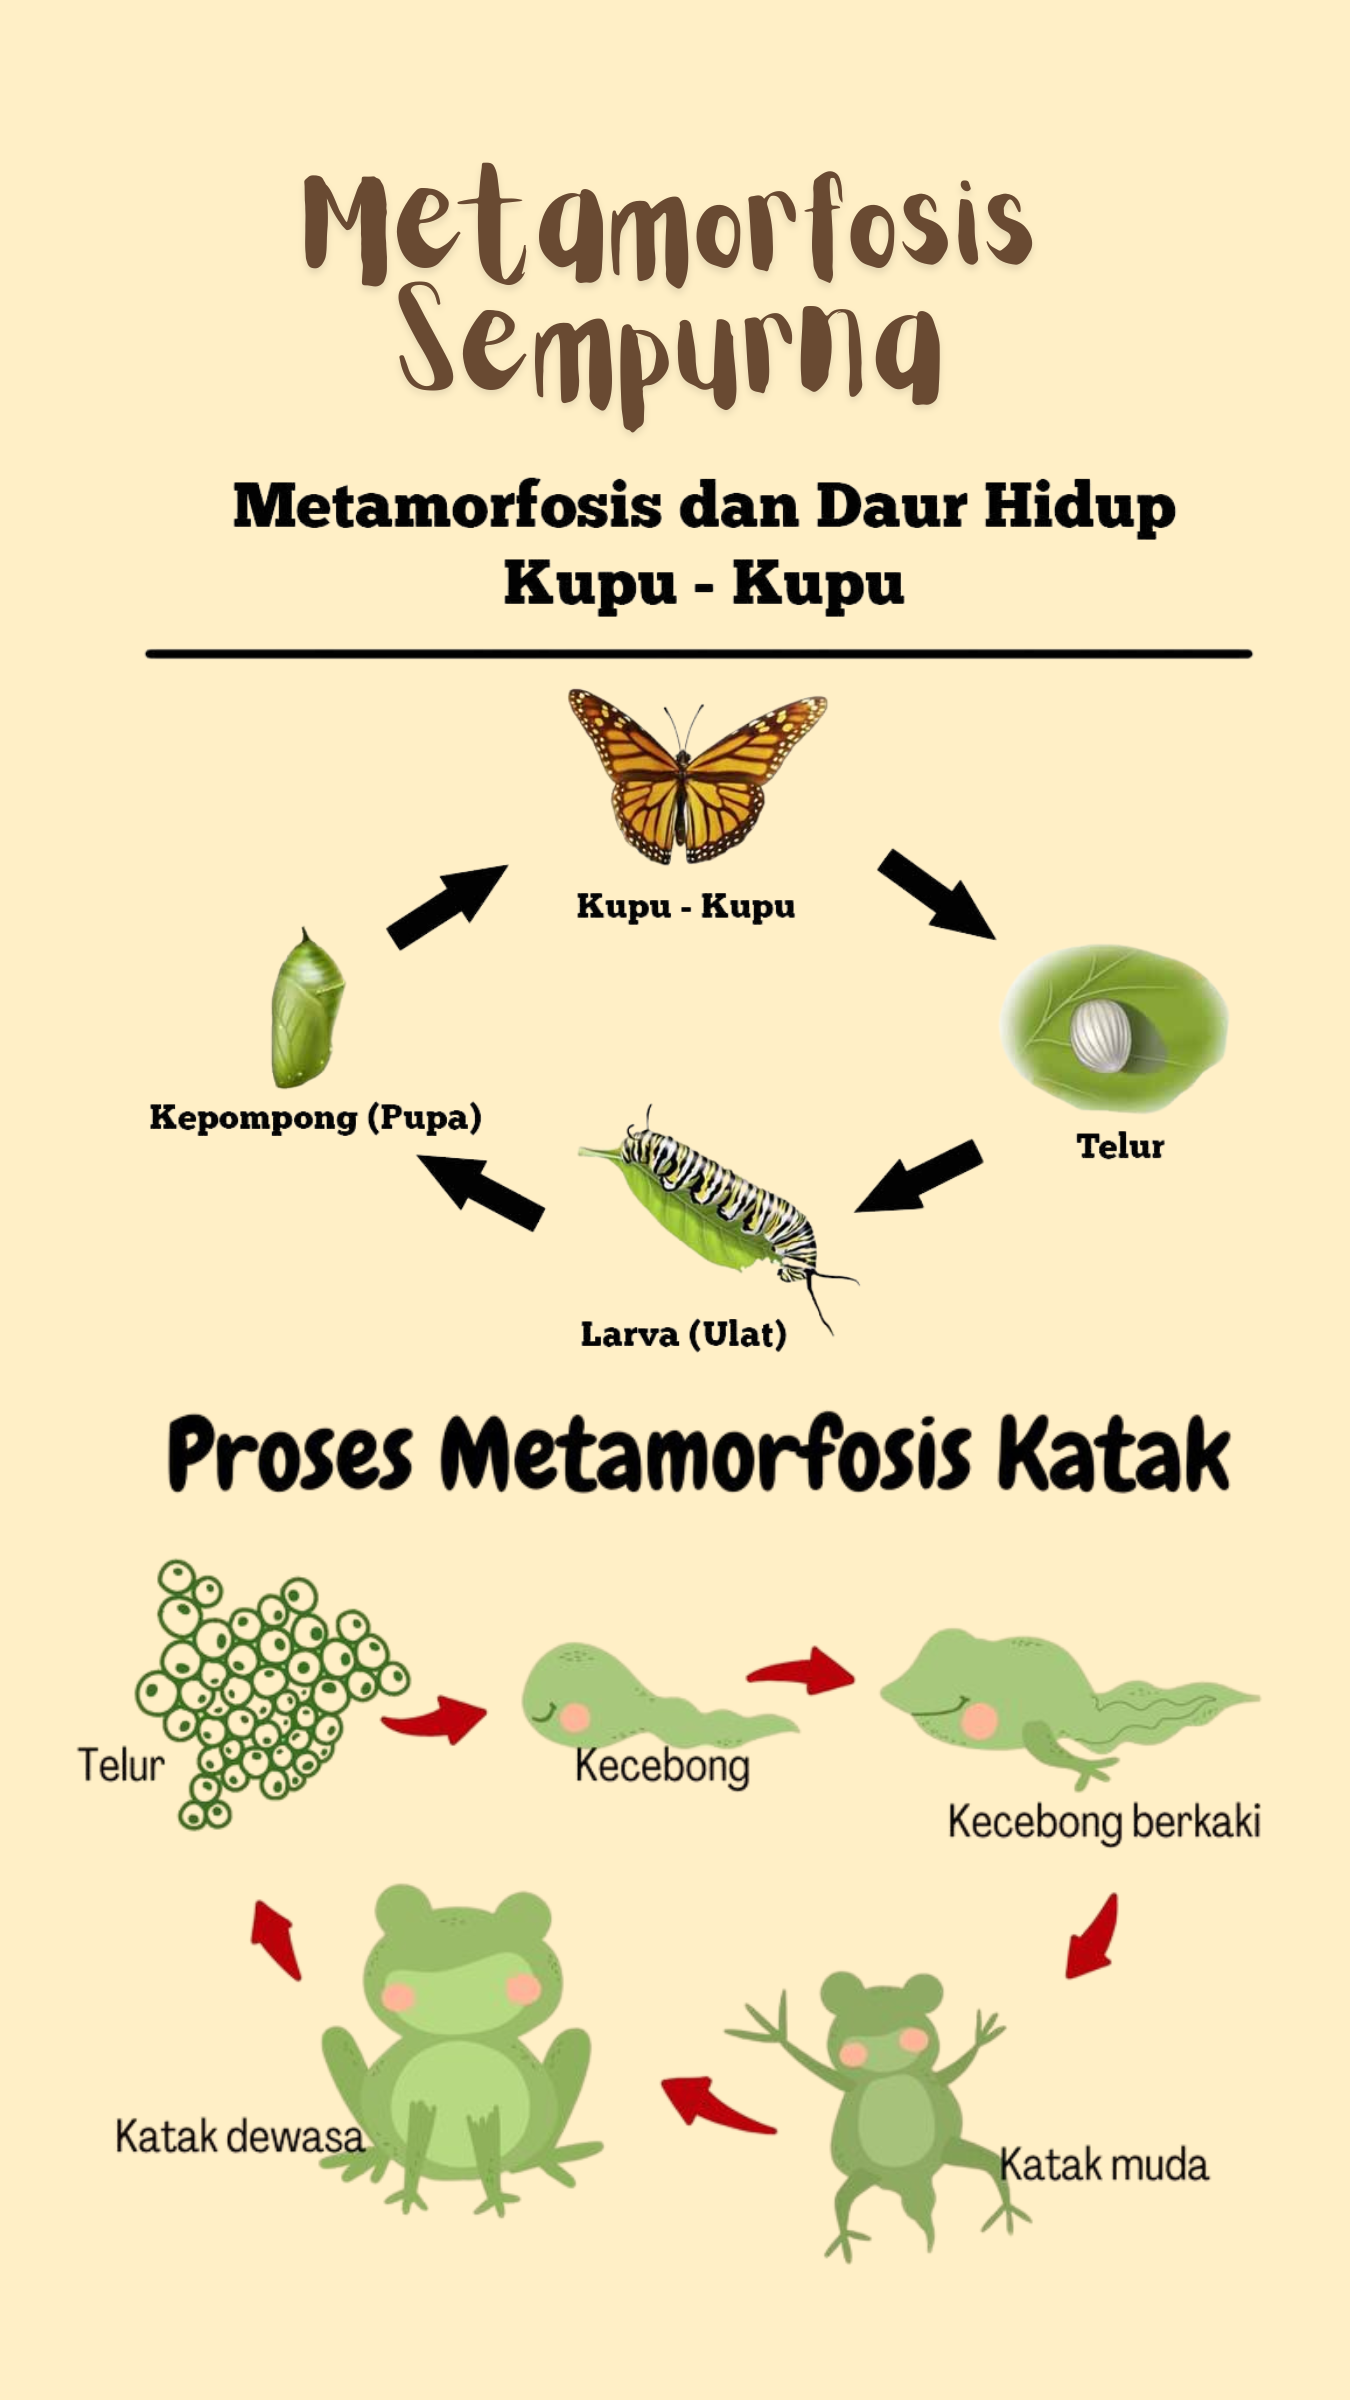 Metamorfosis
Sempurna
Metamorfosis dan Daur Hidup
Kupu - Kupu
Kupu - Kupu
Kepompong (Pupa)
Telur
Larva (Ulat)
Proses Metamorfosis Katak
Telur
Kecebong
Kecebong berkaki
Katak dewasa
Katak muda